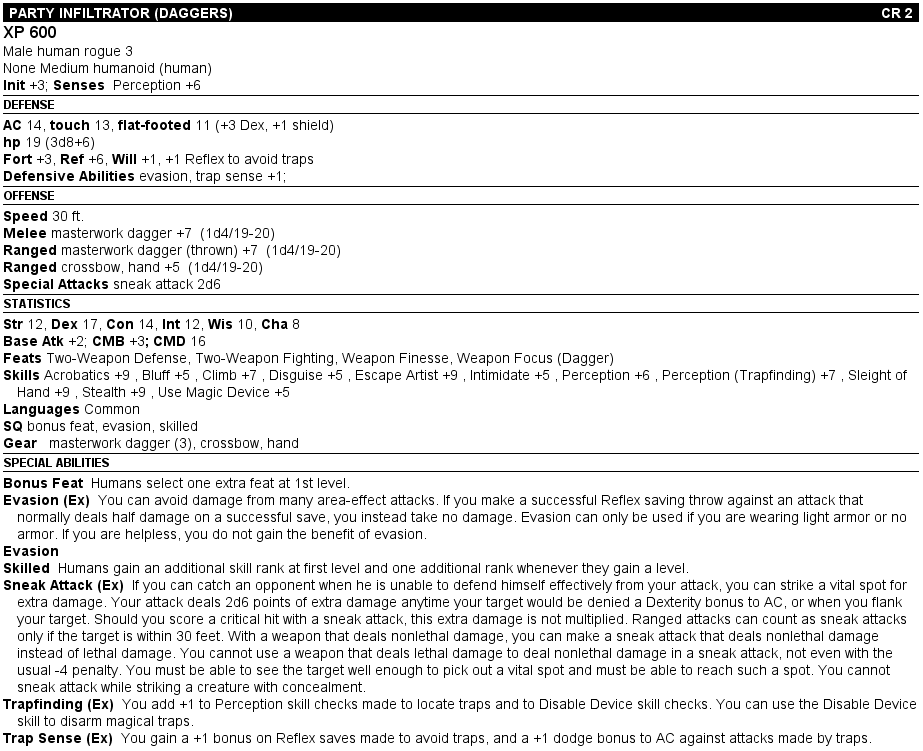 PARTY INFILTRATOR (DAGGERS) CR 2
XP 600
Male human rogue 3
None Medium humanoid (human)
Init +3; Senses Perception +6
DEFENSE
AC 14, touch 13, flat-footed 11 (+3 Dex, +1 shield)
hp 19 (3d8+6)
Fort +3, Ref +6, Will +1, +1 Reflex to avoid traps
Defensive Abilities evasion, trap sense +1;
OFFENSE
Speed 30 ft.
Melee masterwork dagger +7 (1d4/19-20)
Ranged masterwork dagger (thrown) +7 (1d4/19-20)
Ranged crossbow, hand +5 (1d4/19-20)
Special Attacks sneak attack 2d6
STATISTICS
Str 12, Dex 17, Con 14, Int 12, Wis 10, Cha 8
Base Atk +2; CMB +3; CMD 16
Feats Two-Weapon Defense, Two-Weapon Fighting, Weapon Finesse, Weapon Focus (Dagger)
Skills Acrobatics +9 , Bluff +5 , Climb +7 , Disguise +5 , Escape Artist +9 , Intimidate +5 , Perception +6 , Perception (Trapfinding) +7 , Sleight of
Hand +9 , Stealth +9 , Use Magic Device +5
Languages Common
SQ bonus feat, evasion, skilled
Gear masterwork dagger (3), crossbow, hand
SPECIAL ABILITIES
Bonus Feat Humans select one extra feat at 1st level.
Evasion (Ex) You can avoid damage from many area-effect attacks. If you make a successful Reflex saving throw against an attack that
normally deals half damage on a successful save, you instead take no damage. Evasion can only be used if you are wearing light armor or no
armor. If you are helpless, you do not gain the benefit of evasion.
Evasion
Skilled Humans gain an additional skill rank at first level and one additional rank whenever they gain a level.
Sneak Attack (Ex) If you can catch an opponent when he is unable to defend himself effectively from your attack, you can strike a vital spot for
extra damage. Your attack deals 2d6 points of extra damage anytime your target would be denied a Dexterity bonus to AC, or when you flank
your target. Should you score a critical hit with a sneak attack, this extra damage is not multiplied. Ranged attacks can count as sneak attacks
only if the target is within 30 feet. With a weapon that deals nonlethal damage, you can make a sneak attack that deals nonlethal damage
instead of lethal damage. You cannot use a weapon that deals lethal damage to deal nonlethal damage in a sneak attack, not even with the
usual -4 penalty. You must be able to see the target well enough to pick out a vital spot and must be able to reach such a spot. You cannot
sneak attack while striking a creature with concealment.
Trapfinding (Ex) You add +1 to Perception skill checks made to locate traps and to Disable Device skill checks. You can use the Disable Device
skill to disarm magical traps.
Trap Sense (Ex) You gain a +1 bonus on Reflex saves made to avoid traps, and a +1 dodge bonus to AC against attacks made by traps.